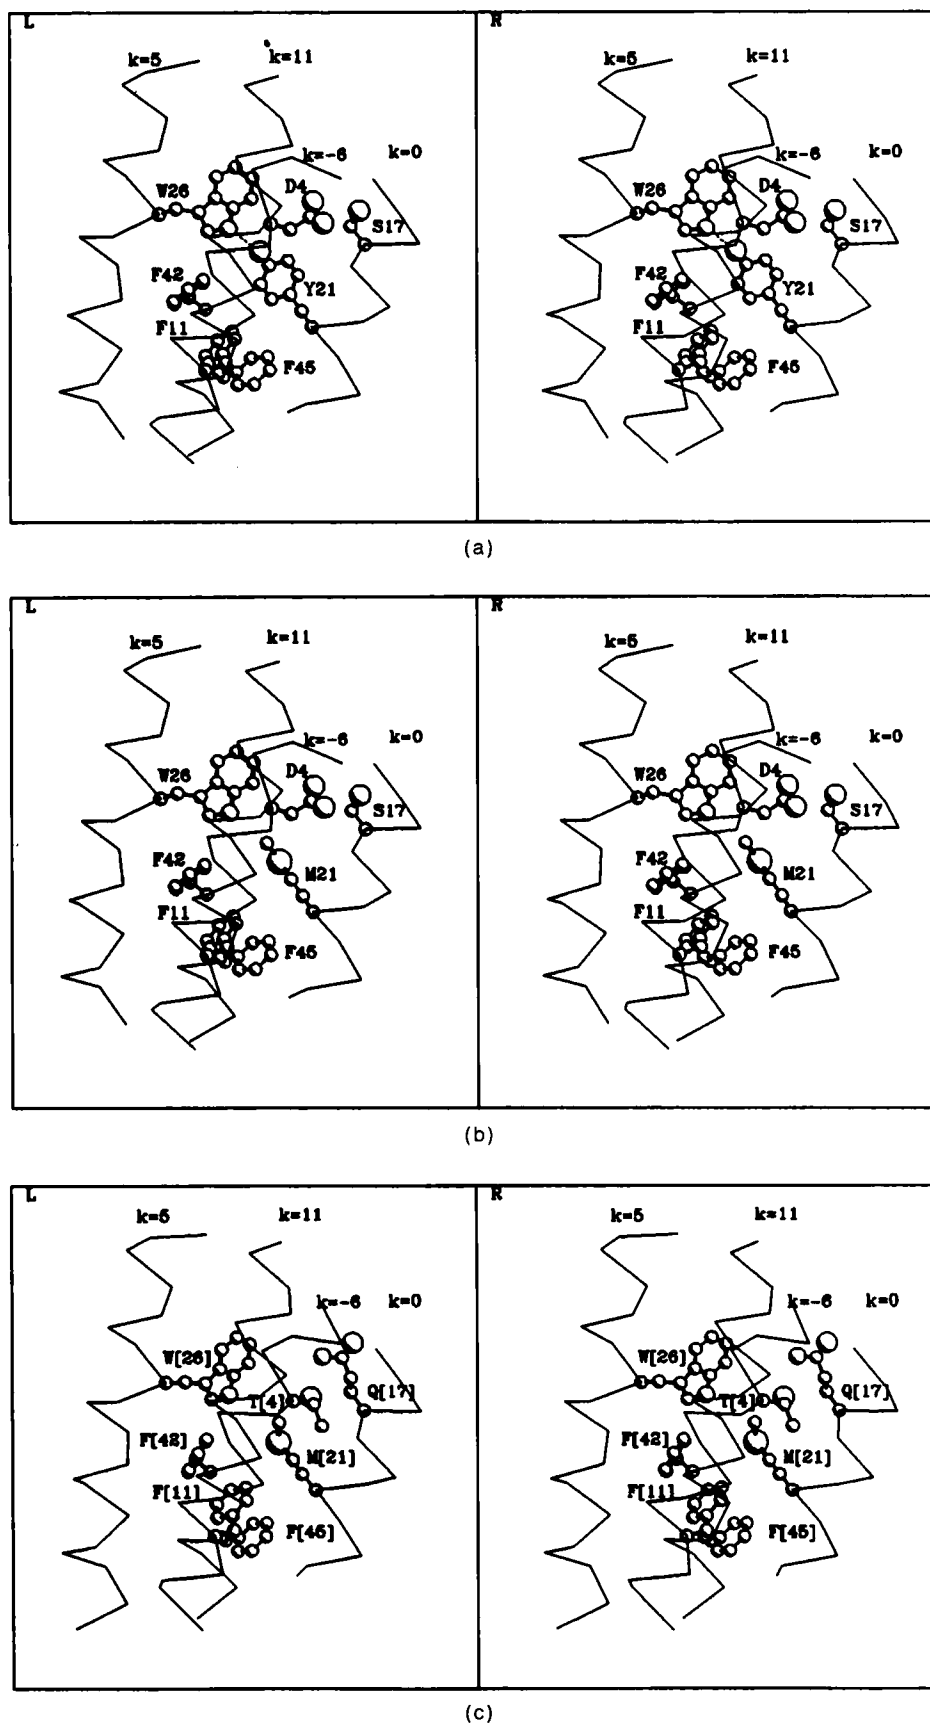 L
R
k=5
k=11
k=5
k=11
k=-6
k=0
k=-6
k=0
W26
D4
W26
D4
S17
S17
F42
F42
Y21
Y21
F11
F11
F45
F45
(a)
L
R
k=5
k=11
k=5
k=11
k=-6
k=0
k=-6
k=0
W26
D4
W26
D4
S17
S17
F42
M21
F42
M21
F11
F11
F45
F45
(b)
L
R
k=5
k=11
k=5
k=11
k=-6
k=0
k=-6
k=0
W[26]
W[26]
T[4]
Q[17]
T[4]
Q[17]
F[42]
F[42]
M[21]
M[21]
F[11]
F[11]
F[45]
F[45]
(c)